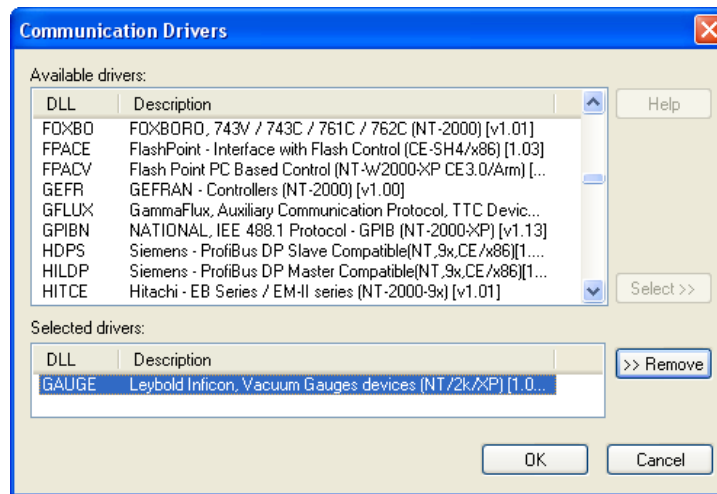 Communication Drivers
Available drivers:
DLL Description
FOXBO FOXBORO, 743V / 743C / 761C / 762C (NT-2000) [v1.01]
FPACE FlashPoint - Interface with Flash Control (CE-SH4/x86) [1.03]
FPACV Flash Point PC Based Control (NT-W2000-XP CE3.0/Arm) [...
GEFR GEFRAN - Controllers (NT-2000) [v1.00]
GFLUX GammaFlux, Auxiliary Communication Protocol, TTC Devic...
GPIBN NATIONAL, IEE 488.1 Protocol - GPIB (NT-2000-XP) [v1.13]
HDPS Siemens - ProfiBus DP Slave Compatible(NT,9x,CE/x86)[1....
HILDP Siemens - ProfiBus DP Master Compatible(NT,9x,CE/x86)[1...
HITCE Hitachi - EB Series / EM-II series (NT-2000-9x) [v1.01]
Help
Select >>
Selected drivers:
DLL Description
GAUGE Leybold Inficon, Vacuum Gauges devices (NT/2k/XP) [1.0...
>> Remove
OK
Cancel